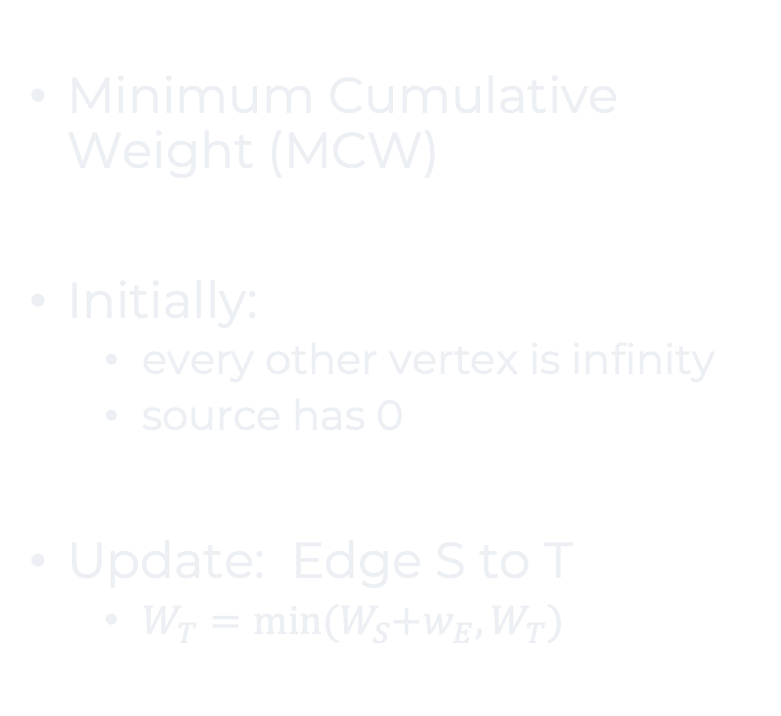 • Minimum Cumulative
Weight (MCW)
• Initially:
• every other vertex is infinity
• source has 0
• Update:  Edge S to T
• W_T = min(W_S+w_E, W_T)